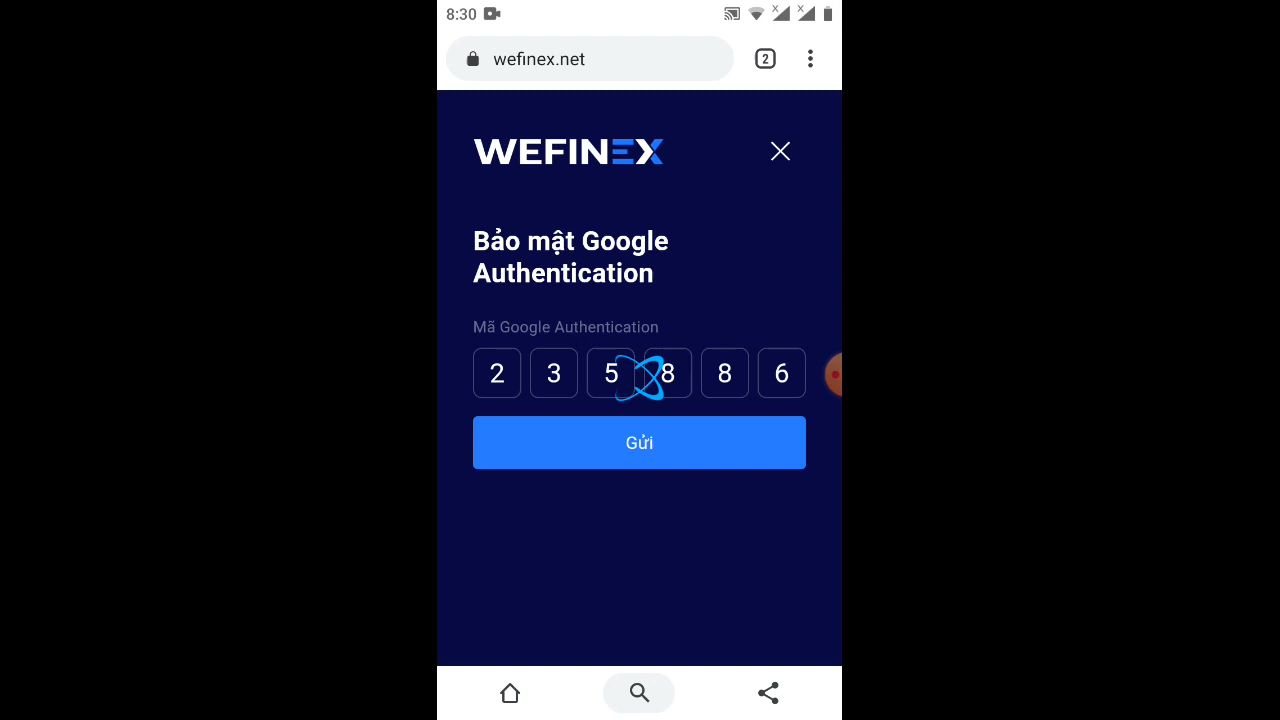 8:30
wefinex.net
2
WEFINEX
Bảo mật Google
Authentication
Mã Google Authentication
2 3 5 8 8 6
Gửi